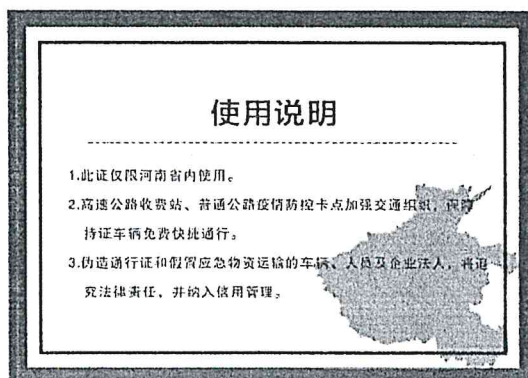 使用说明
1.此证仅限河南省内使用。
2.高速公路收费站、普通公路疫情防控卡点加强交通组织，保障
持证车辆免费快捷通行。
3.伪造通行证和假冒应急物资运输的车辆、人员及企业法人，将追
究法律责任，并纳入信用管理。